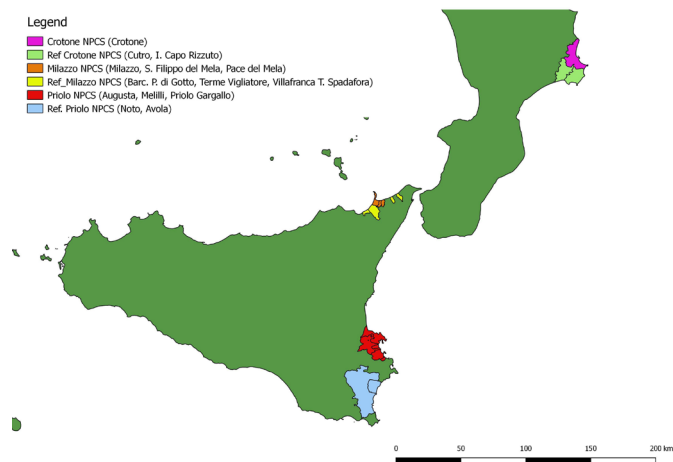 Legend
Crotone NPCS (Crotone)
Ref Crotone NPCS (Cutro, I. Capo Rizzuto)
Milazzo NPCS (Milazzo, S. Filippo del Mela, Pace del Mela)
Ref_Milazzo NPCS (Barc. P. di Gotto, Terme Vigliatore, Villafranca T. Spadafora)
Priolo NPCS (Augusta, Melilli, Priolo Gargallo)
Ref. Priolo NPCS (Noto, Avola)
0 50 100 150 200 km